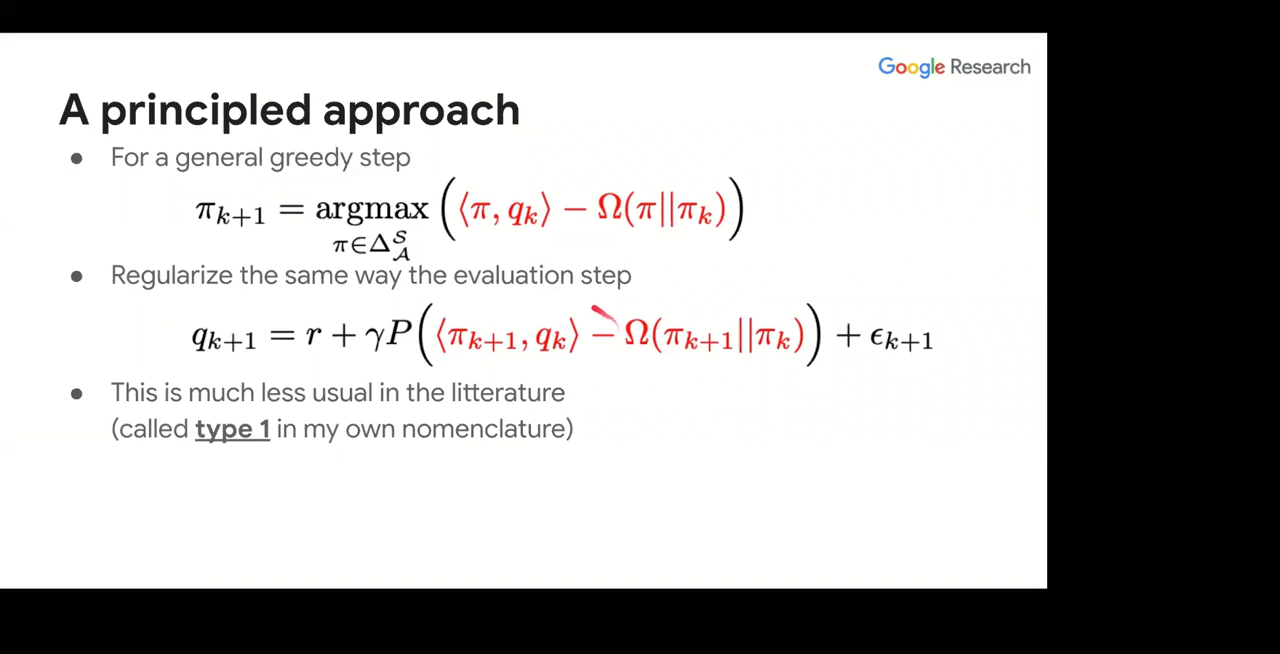 Google Research
A principled approach
● For a general greedy step
π_{k+1} = argmax_{π∈Δ_𝒜^𝒮} (⟨π, q_k⟩ − Ω(π||π_k))
● Regularize the same way the evaluation step
q_{k+1} = r + γP(⟨π_{k+1}, q_k⟩ − Ω(π_{k+1}||π_k)) + ϵ_{k+1}
● This is much less usual in the litterature
(called type 1 in my own nomenclature)